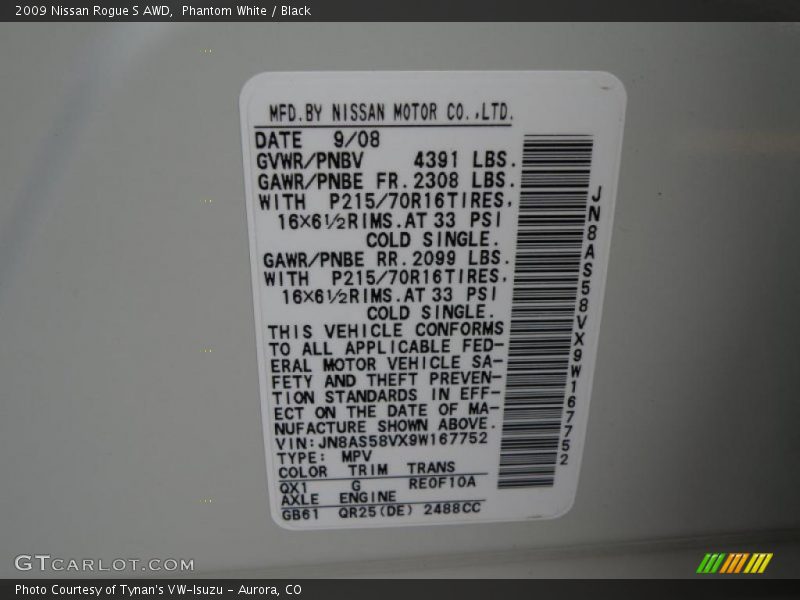 2009 Nissan Rogue S AWD, Phantom White / Black
MFD.BY NISSAN MOTOR CO.,LTD.
DATE 9/08
GVWR/PNBV 4391 LBS.
GAWR/PNBE FR. 2308 LBS.
WITH P215/70R16TIRES,
16X6½RIMS.AT 33 PSI
COLD SINGLE.
GAWR/PNBE RR. 2099 LBS.
WITH P215/70R16TIRES,
16X6½RIMS.AT 33 PSI
COLD SINGLE.
THIS VEHICLE CONFORMS
TO ALL APPLICABLE FED-
ERAL MOTOR VEHICLE SA-
FETY AND THEFT PREVEN-
TION STANDARDS IN EFF-
ECT ON THE DATE OF MA-
NUFACTURE SHOWN ABOVE.
VIN:JN8AS58VX9W167752
TYPE: MPV
COLOR TRIM TRANS
QX1 G RE0F10A
AXLE ENGINE
GB61 QR25(DE) 2488CC
JN8AS58VX9W167752
GTCARLOT.COM
Photo Courtesy of Tynan's VW-Isuzu - Aurora, CO